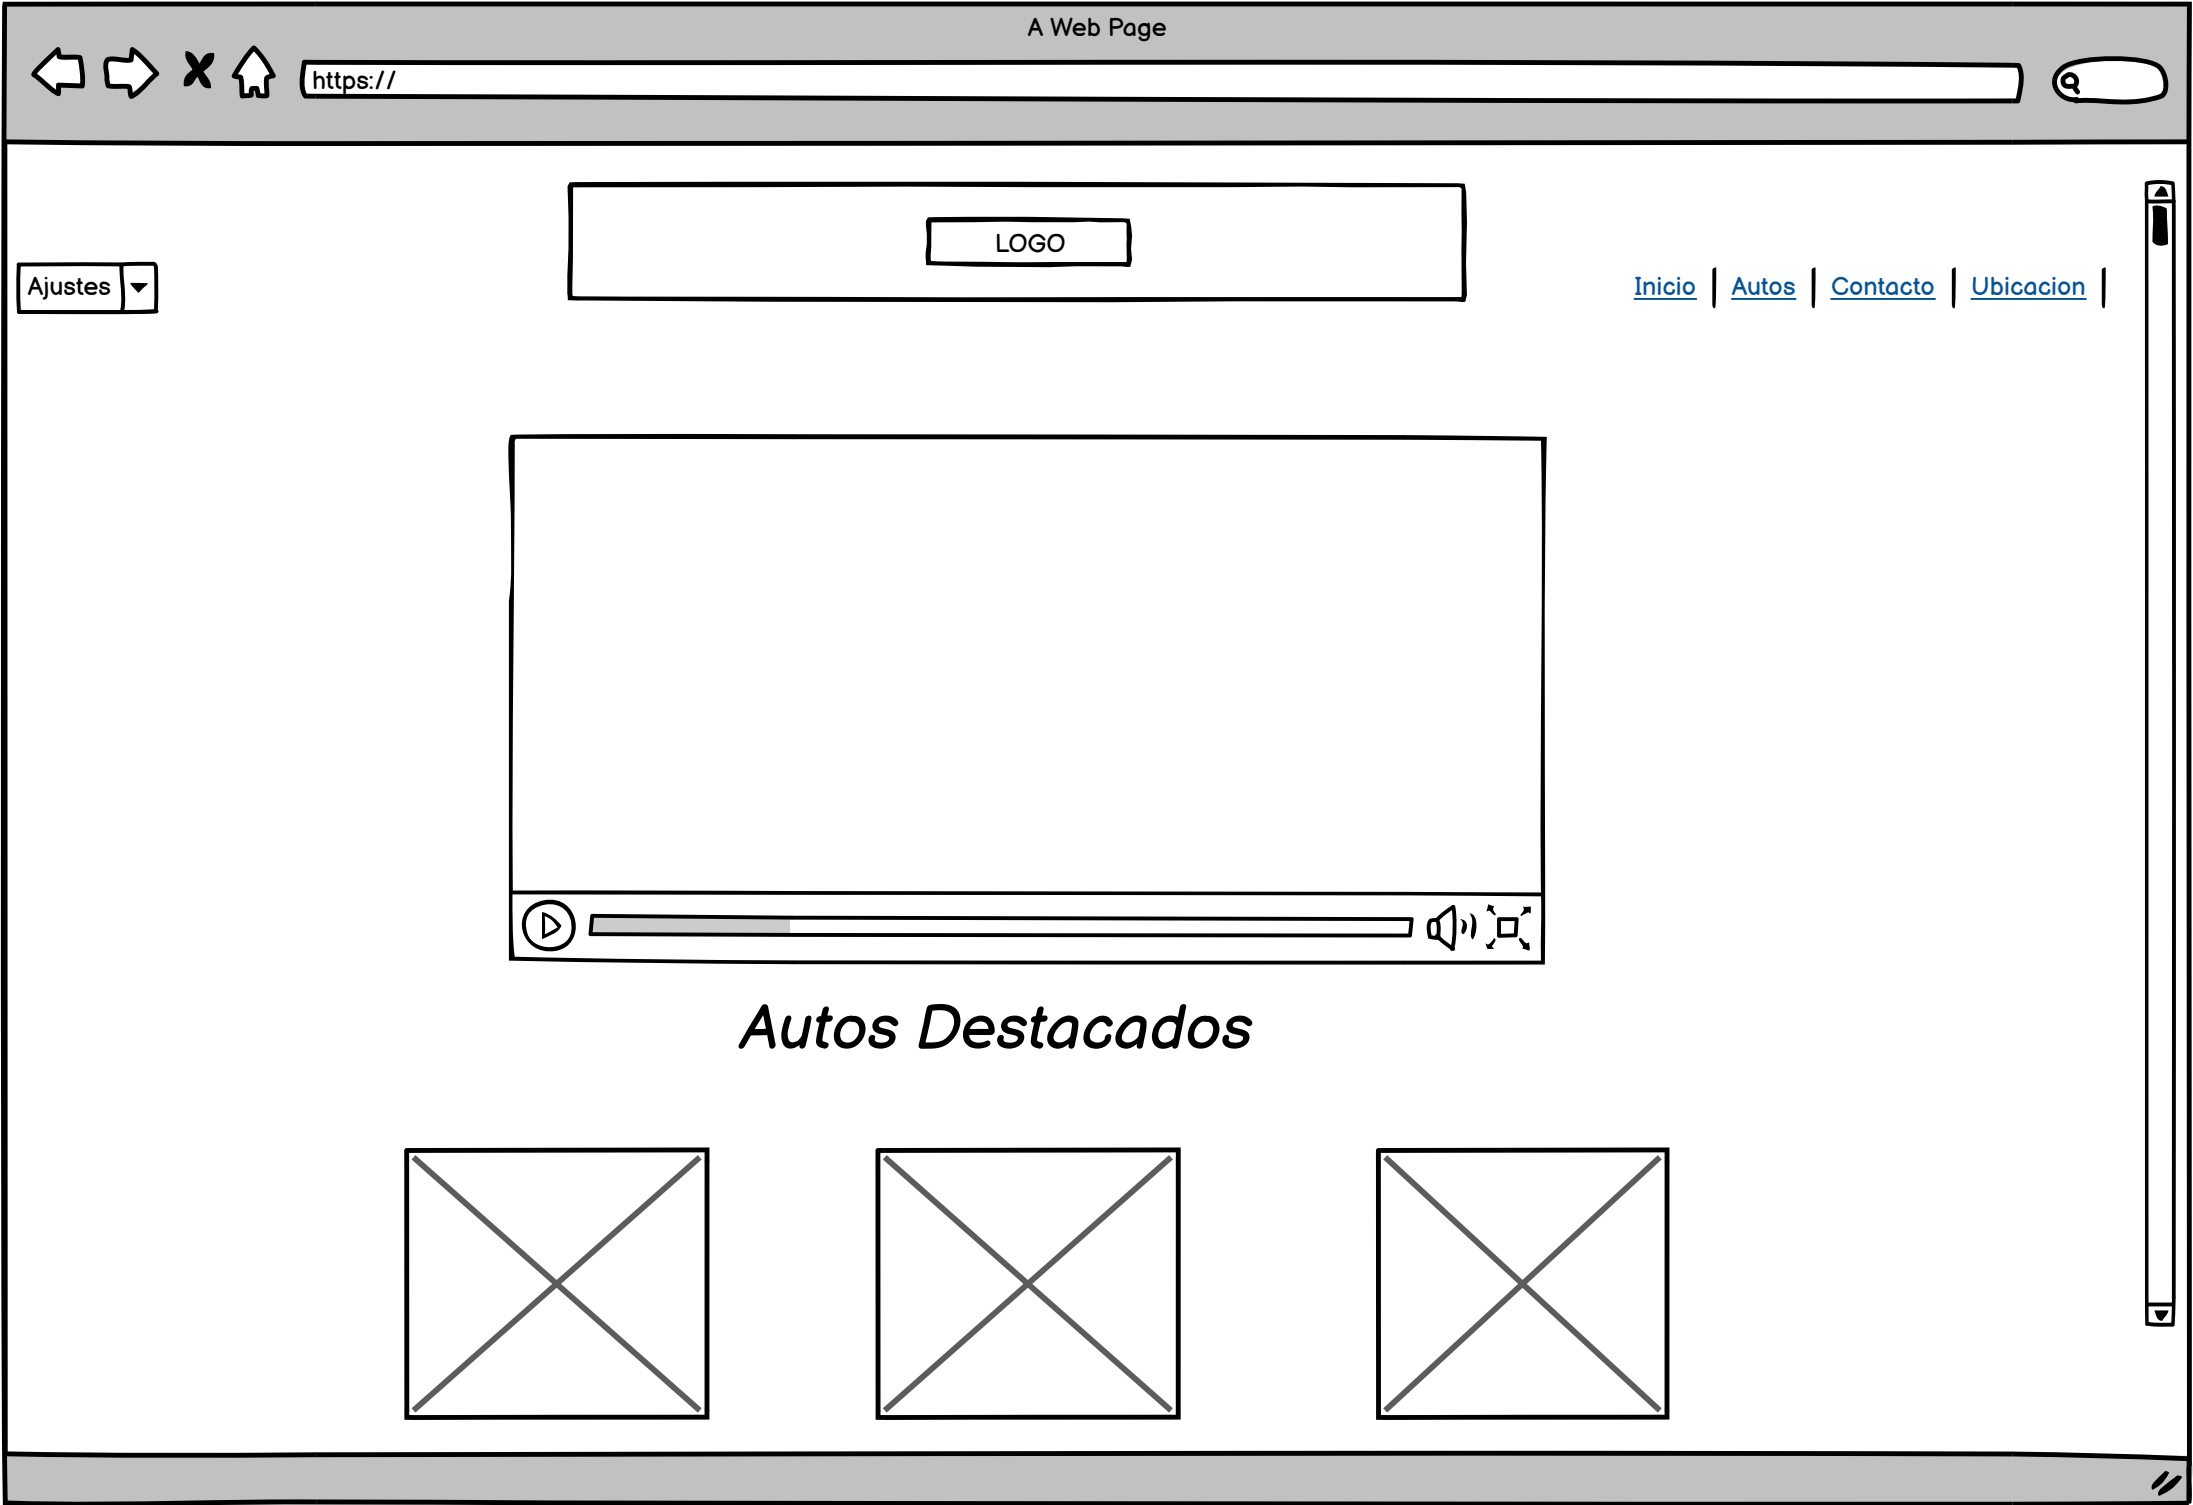 A Web Page
https://
LOGO
Ajustes
Inicio Autos Contacto Ubicacion
Autos Destacados